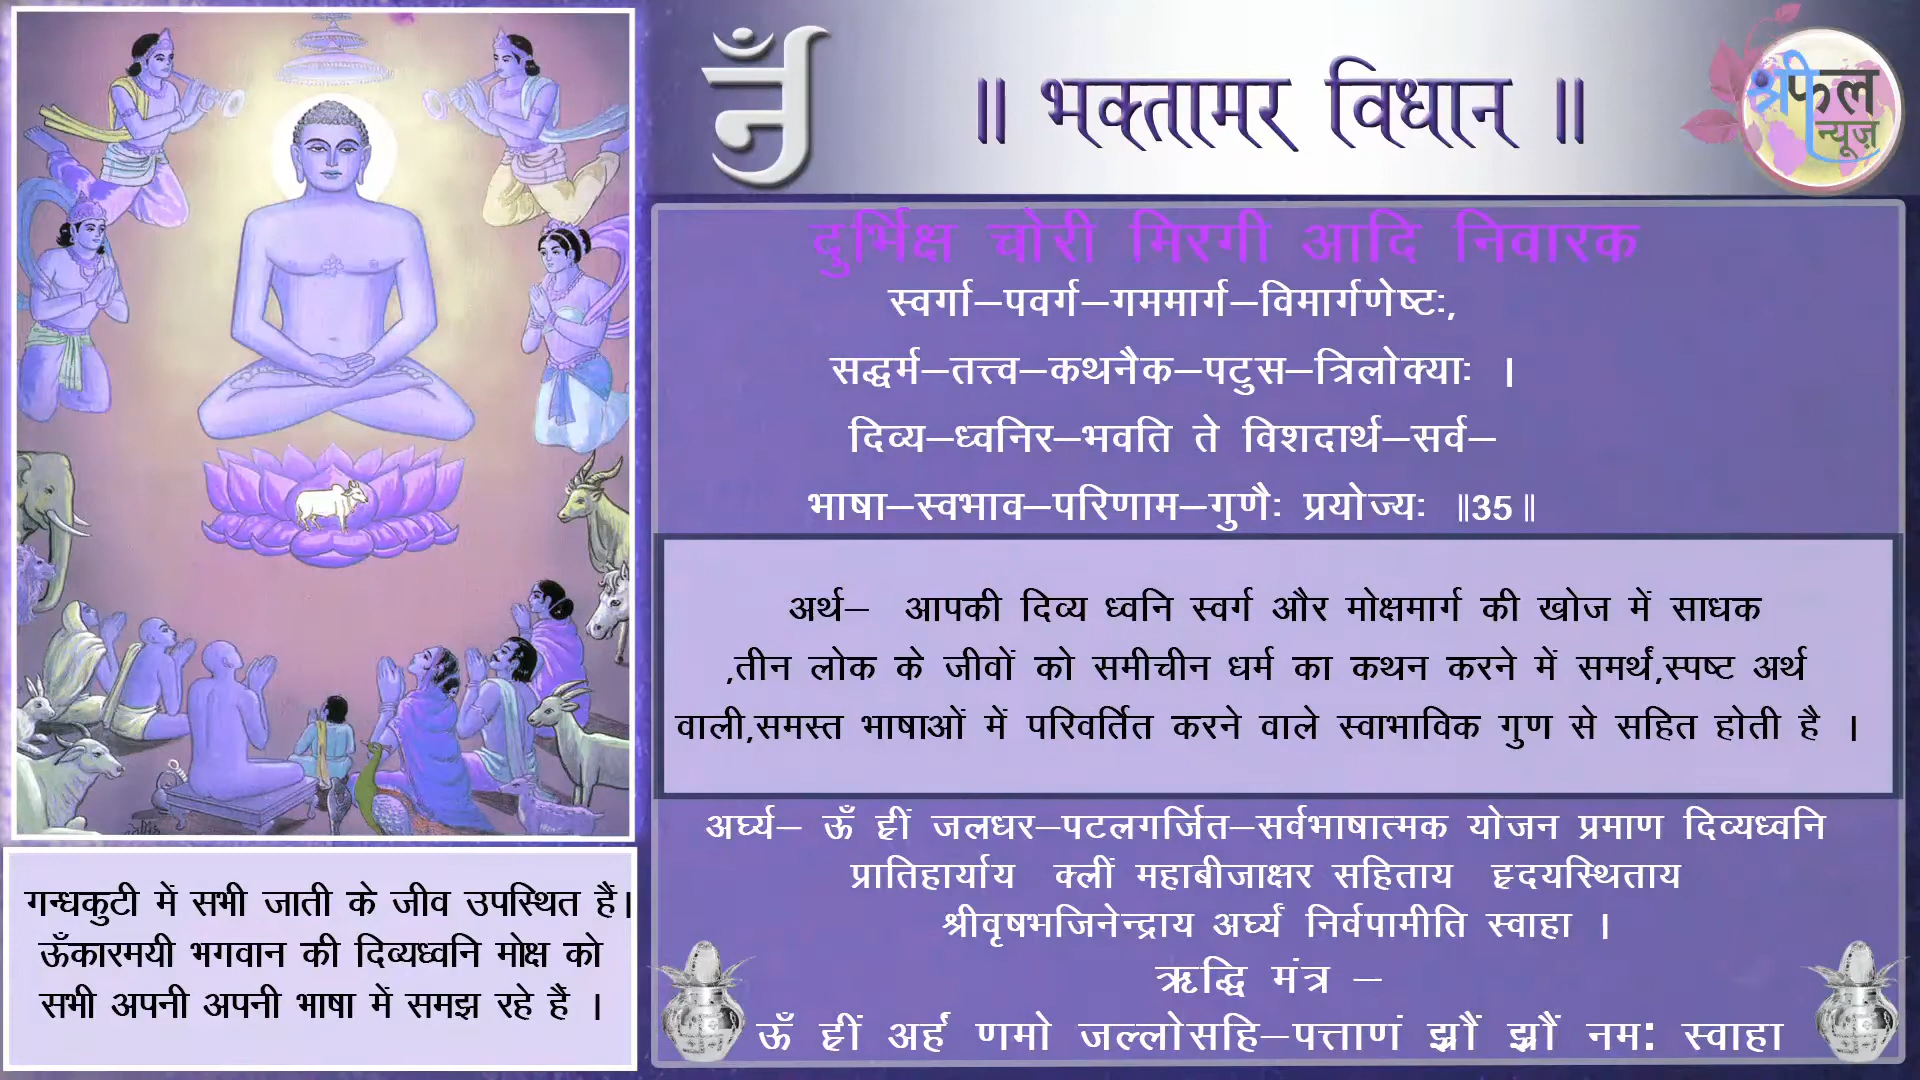 ॥ भक्तामर विधान ॥
श्रीफल
न्यूज़
दुर्भिक्ष चोरी मिरगी आदि निवारक
स्वर्गा–पवर्ग–गममार्ग–विमार्गणेष्टः,
सद्धर्म–तत्त्व–कथनैक–पटुस–त्रिलोक्याः ।
दिव्य–ध्वनिर–भवति ते विशदार्थ–सर्व–
भाषा–स्वभाव–परिणाम–गुणैः प्रयोज्यः ॥35॥
अर्थ– आपकी दिव्य ध्वनि स्वर्ग और मोक्षमार्ग की खोज में साधक
,तीन लोक के जीवों को समीचीन धर्म का कथन करने में समर्थं,स्पष्ट अर्थ
वाली,समस्त भाषाओं में परिवर्तित करने वाले स्वाभाविक गुण से सहित होती है ।
अर्घ्य– ऊँ ह्रीं जलधर–पटलगर्जित–सर्वभाषात्मक योजन प्रमाण दिव्यध्वनि
प्रातिहार्याय क्लीं महाबीजाक्षर सहिताय हृदयस्थिताय
श्रीवृषभजिनेन्द्राय अर्घ्यं निर्वपामीति स्वाहा ।
ऋद्धि मंत्र –
ऊँ ह्रीं अर्हं णमो जल्लोसहि–पत्ताणं झ्रौं झ्रौं नम: स्वाहा
गन्धकुटी में सभी जाती के जीव उपस्थित हैं।
ऊँकारमयी भगवान की दिव्यध्वनि मोक्ष को
सभी अपनी अपनी भाषा में समझ रहे हैं ।